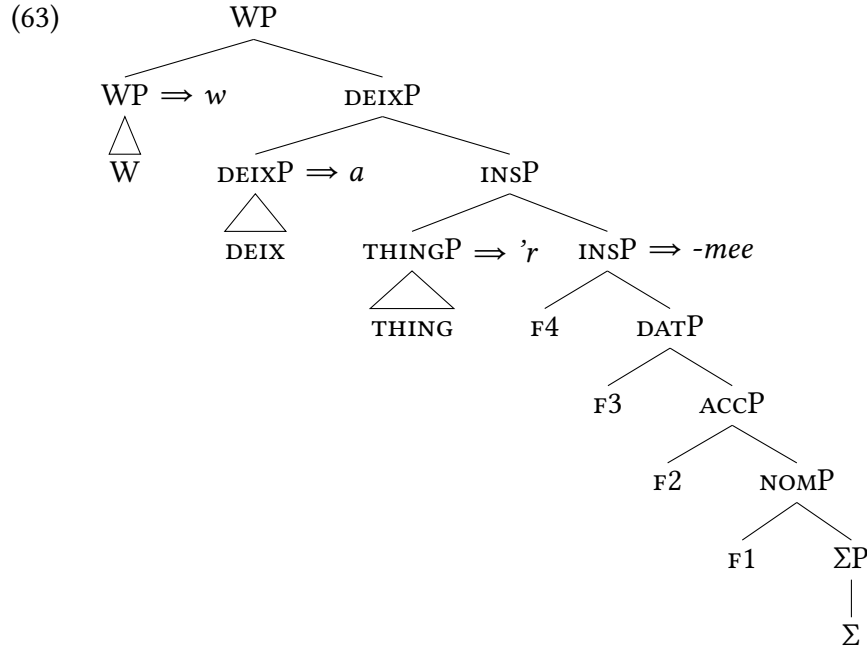 (63) WP
WP ⇒ w DEIXP
W DEIXP ⇒ a INSP
DEIX THINGP ⇒ ’r INSP ⇒ -mee
THING F4 DATP
F3 ACCP
F2 NOMP
F1 ΣP
Σ